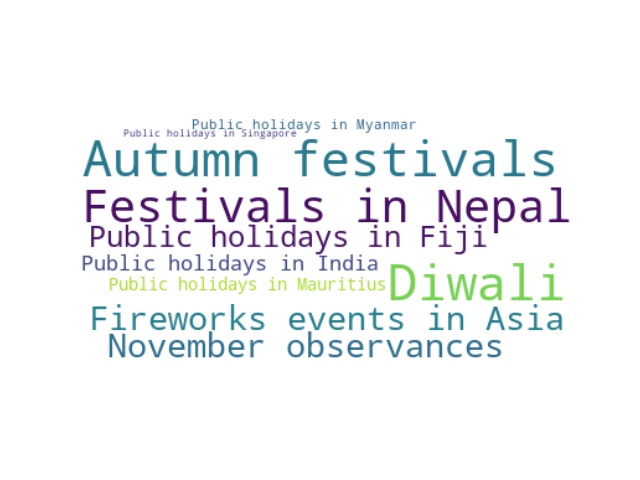 Public holidays in Myanmar
Public holidays in Singapore
Autumn festivals
Festivals in Nepal
Public holidays in Fiji
Public holidays in India
Diwali
Public holidays in Mauritius
Fireworks events in Asia
November observances